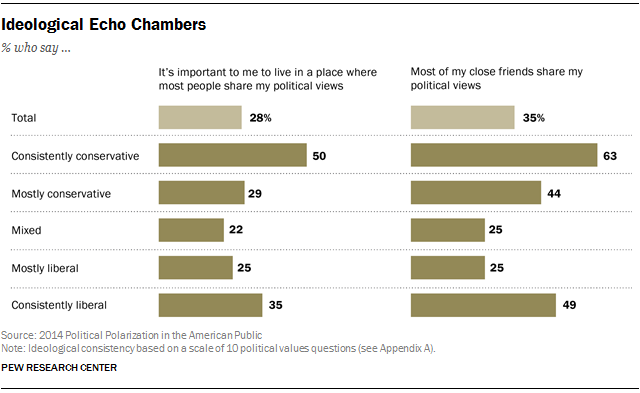 Ideological Echo Chambers
% who say ...
It's important to me to live in a place where
most people share my political views
Most of my close friends share my
political views
Total 28% 35%
Consistently conservative 50 63
Mostly conservative 29 44
Mixed 22 25
Mostly liberal 25 25
Consistently liberal 35 49
Source: 2014 Political Polarization in the American Public
Note: Ideological consistency based on a scale of 10 political values questions (see Appendix A).
PEW RESEARCH CENTER